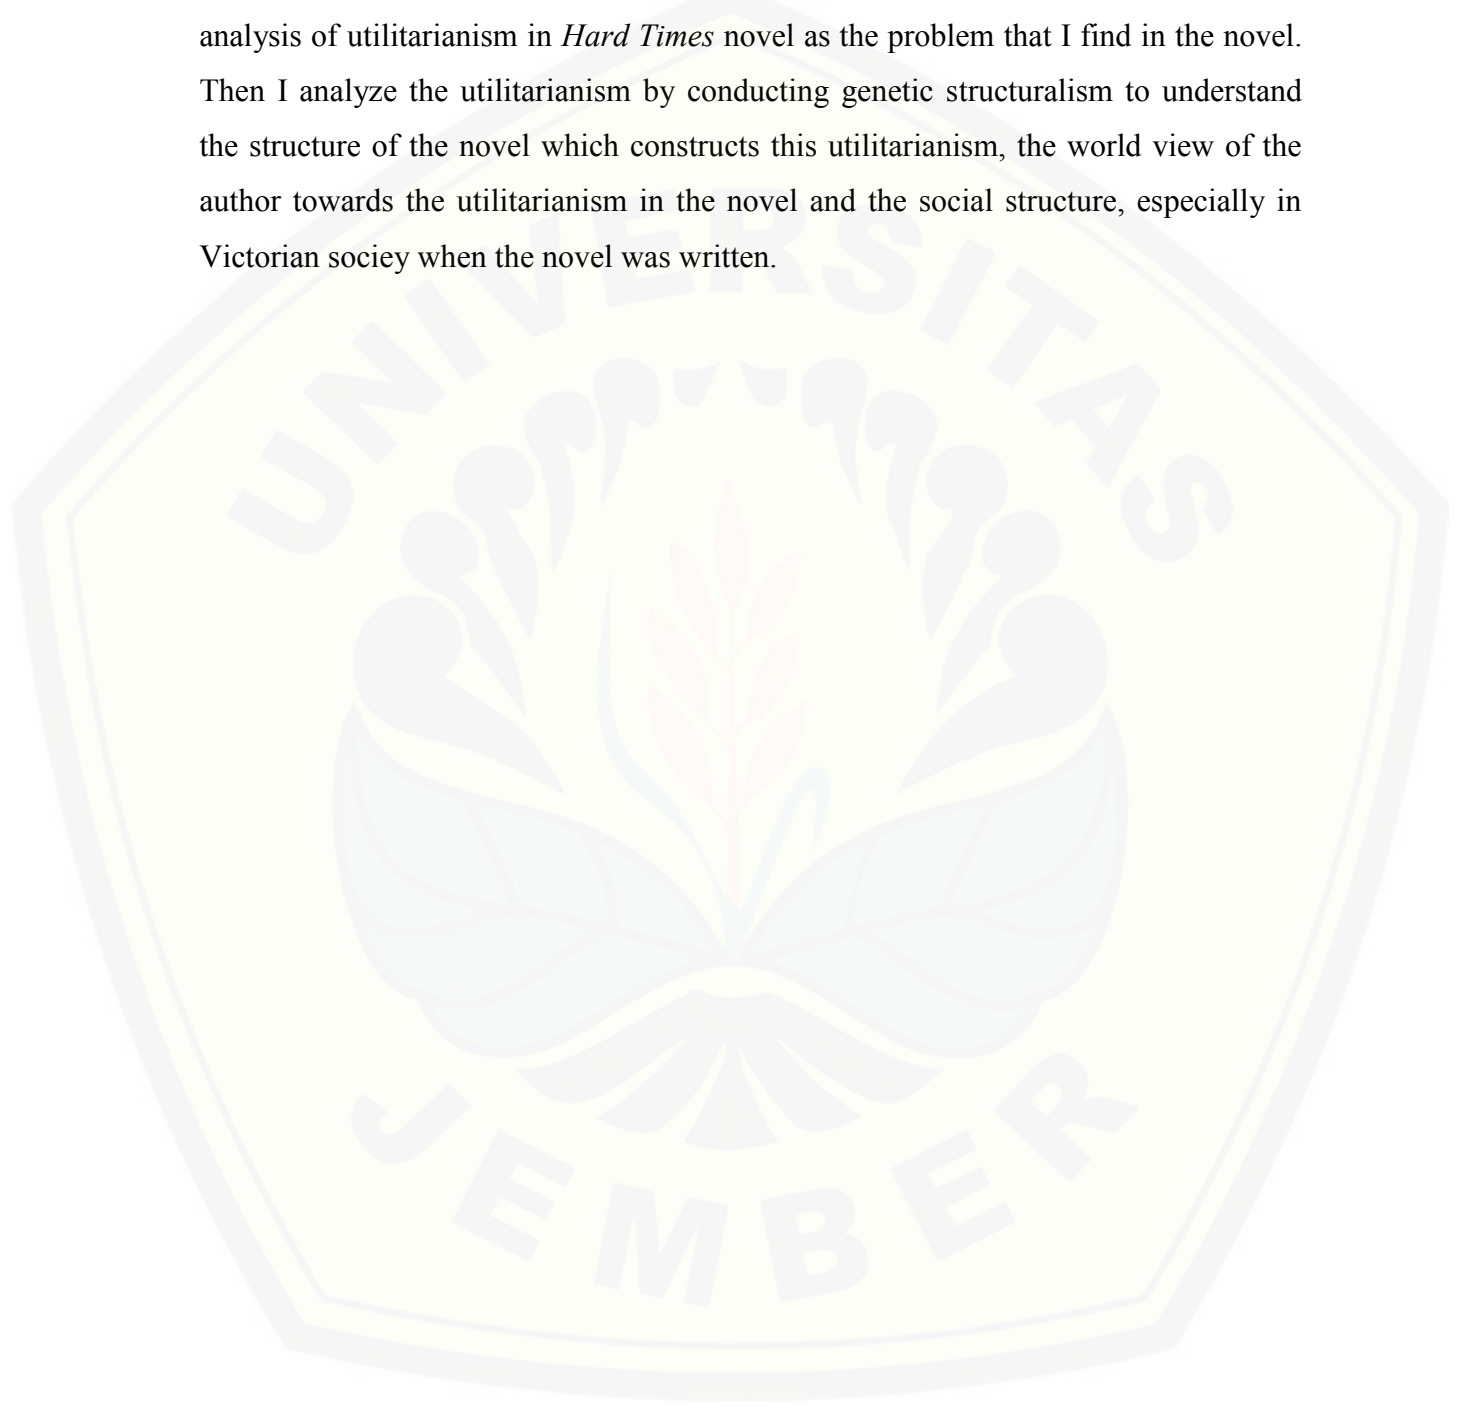 analysis of utilitarianism in Hard Times novel as the problem that I find in the novel.
Then I analyze the utilitarianism by conducting genetic structuralism to understand
the structure of the novel which constructs this utilitarianism, the world view of the
author towards the utilitarianism in the novel and the social structure, especially in
Victorian sociey when the novel was written.
UNIVERSITAS
JEMBER